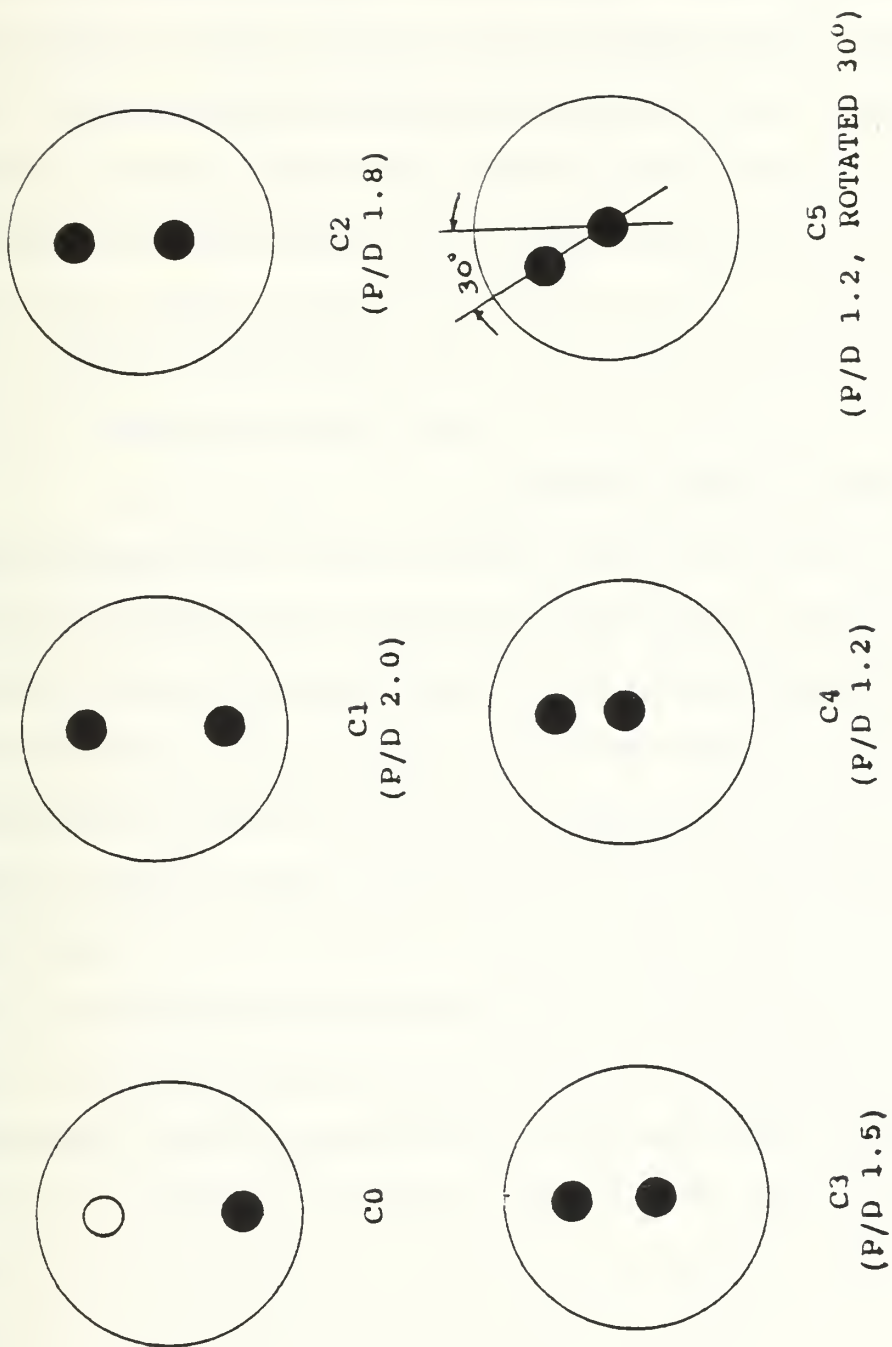 C0
C1
(P/D 2.0)
C2
(P/D 1.8)
C3
(P/D 1.5)
C4
(P/D 1.2)
30°
C5
(P/D 1.2, ROTATED 30°)